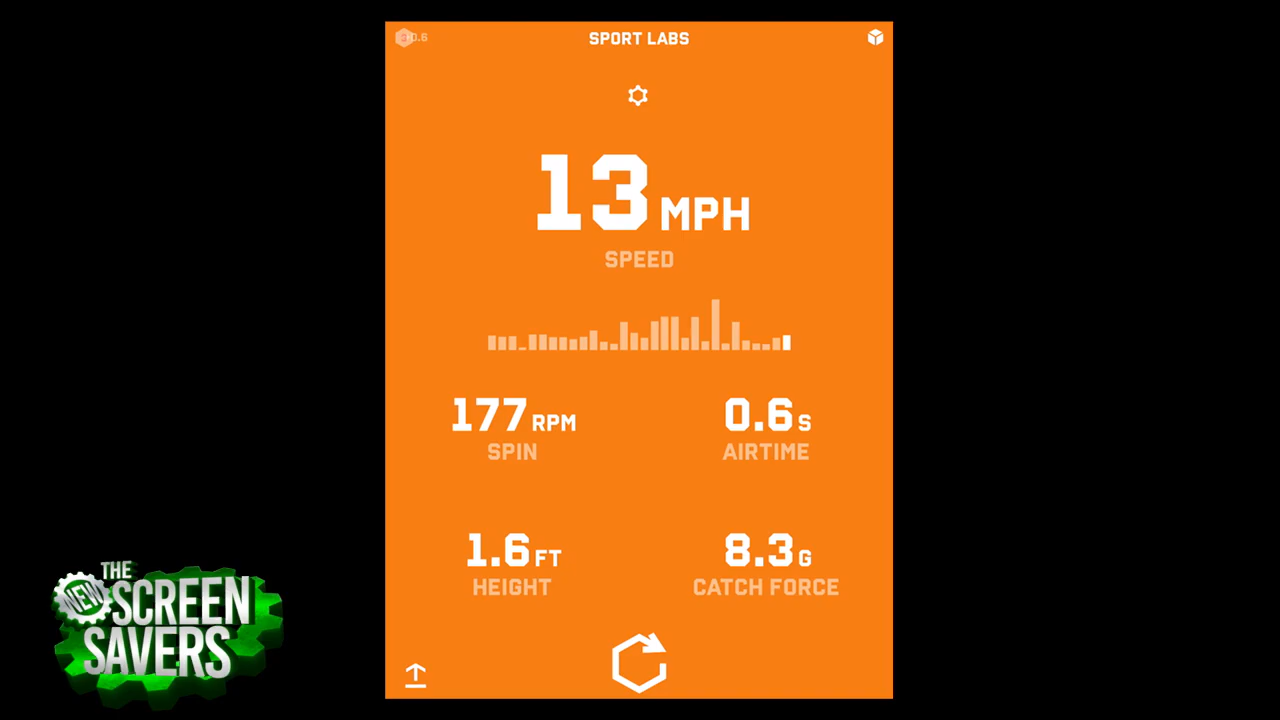 SPORT LABS
13 MPH
SPEED
177 RPM
0.6 S
SPIN
AIRTIME
1.6 FT
8.3 G
HEIGHT
CATCH FORCE
THE
NEW
SCREEN
SAVERS